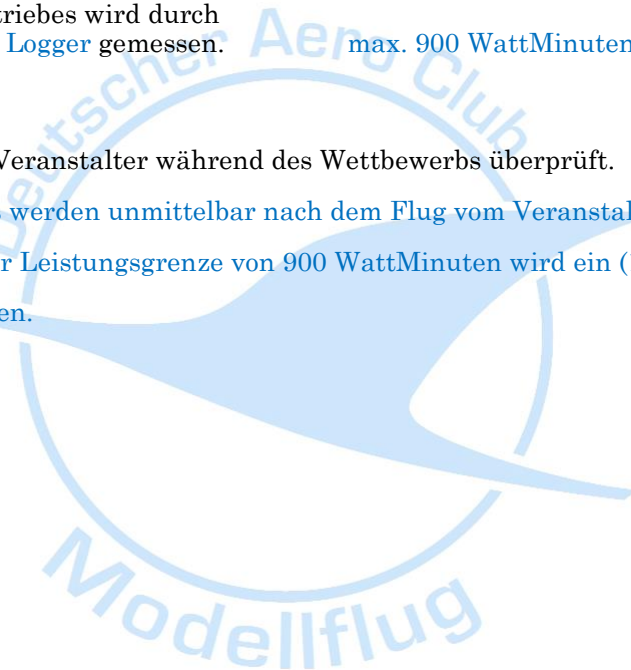 triebes wird durch
Logger gemessen. max. 900 WattMinuten
Veranstalter während des Wettbewerbs überprüft.
werden unmittelbar nach dem Flug vom Veranstal
r Leistungsgrenze von 900 WattMinuten wird ein (
en.
Deutscher Aero Club
Modellflug